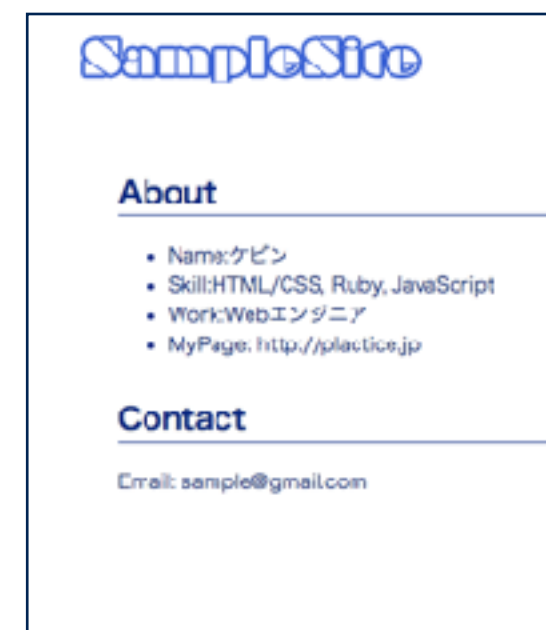 SampleSite
About
• Name:ケビン
• Skill:HTML/CSS, Ruby, JavaScript
• Work:Webエンジニア
• MyPage: http://plactice.jp
Contact
Email: sample@gmail.com